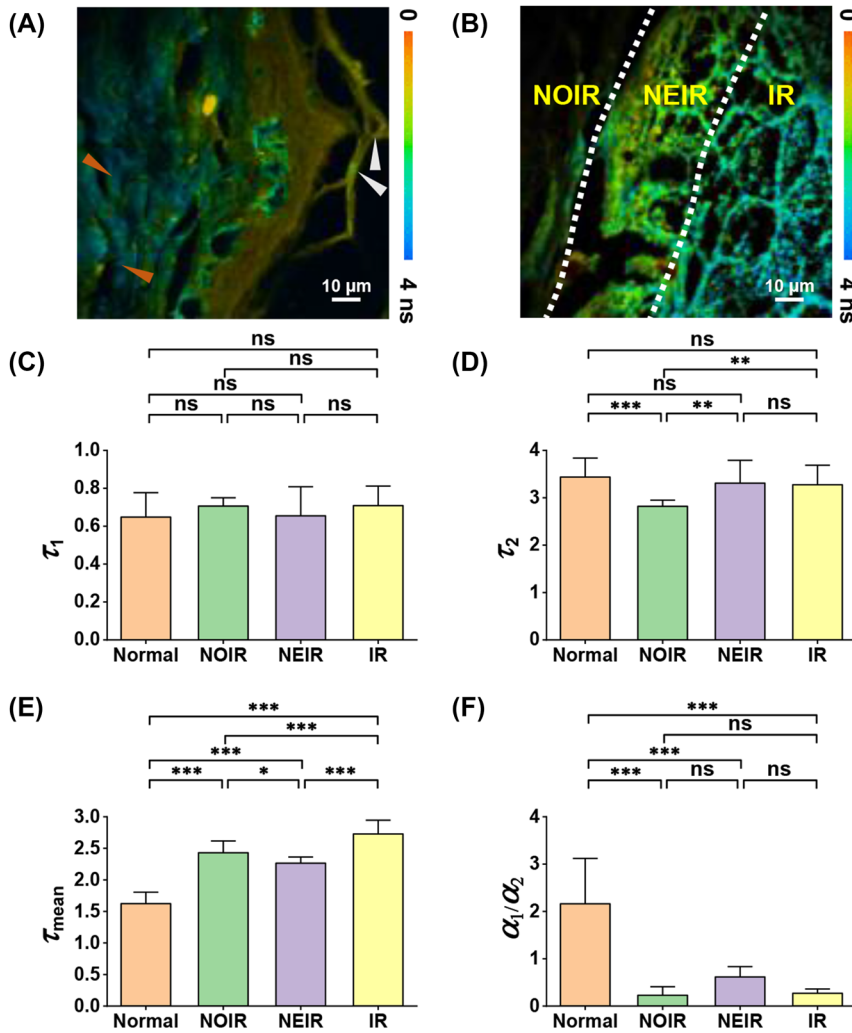 (A)
0
4 ns
10 µm
(B)
NOIR NEIR IR
0
4 ns
10 µm
(C)
ns
ns
ns
ns ns ns
1.0
0.8
0.6
0.4
0.2
0.0
τ1
Normal NOIR NEIR IR
(D)
ns
**
ns
*** ** ns
4
3
2
1
0
τ2
Normal NOIR NEIR IR
(E)
***
***
***
*** * ***
3.0
2.5
2.0
1.5
1.0
0.5
0.0
τmean
Normal NOIR NEIR IR
(F)
***
ns
***
*** ns ns
4
3
2
1
0
α1/α2
Normal NOIR NEIR IR